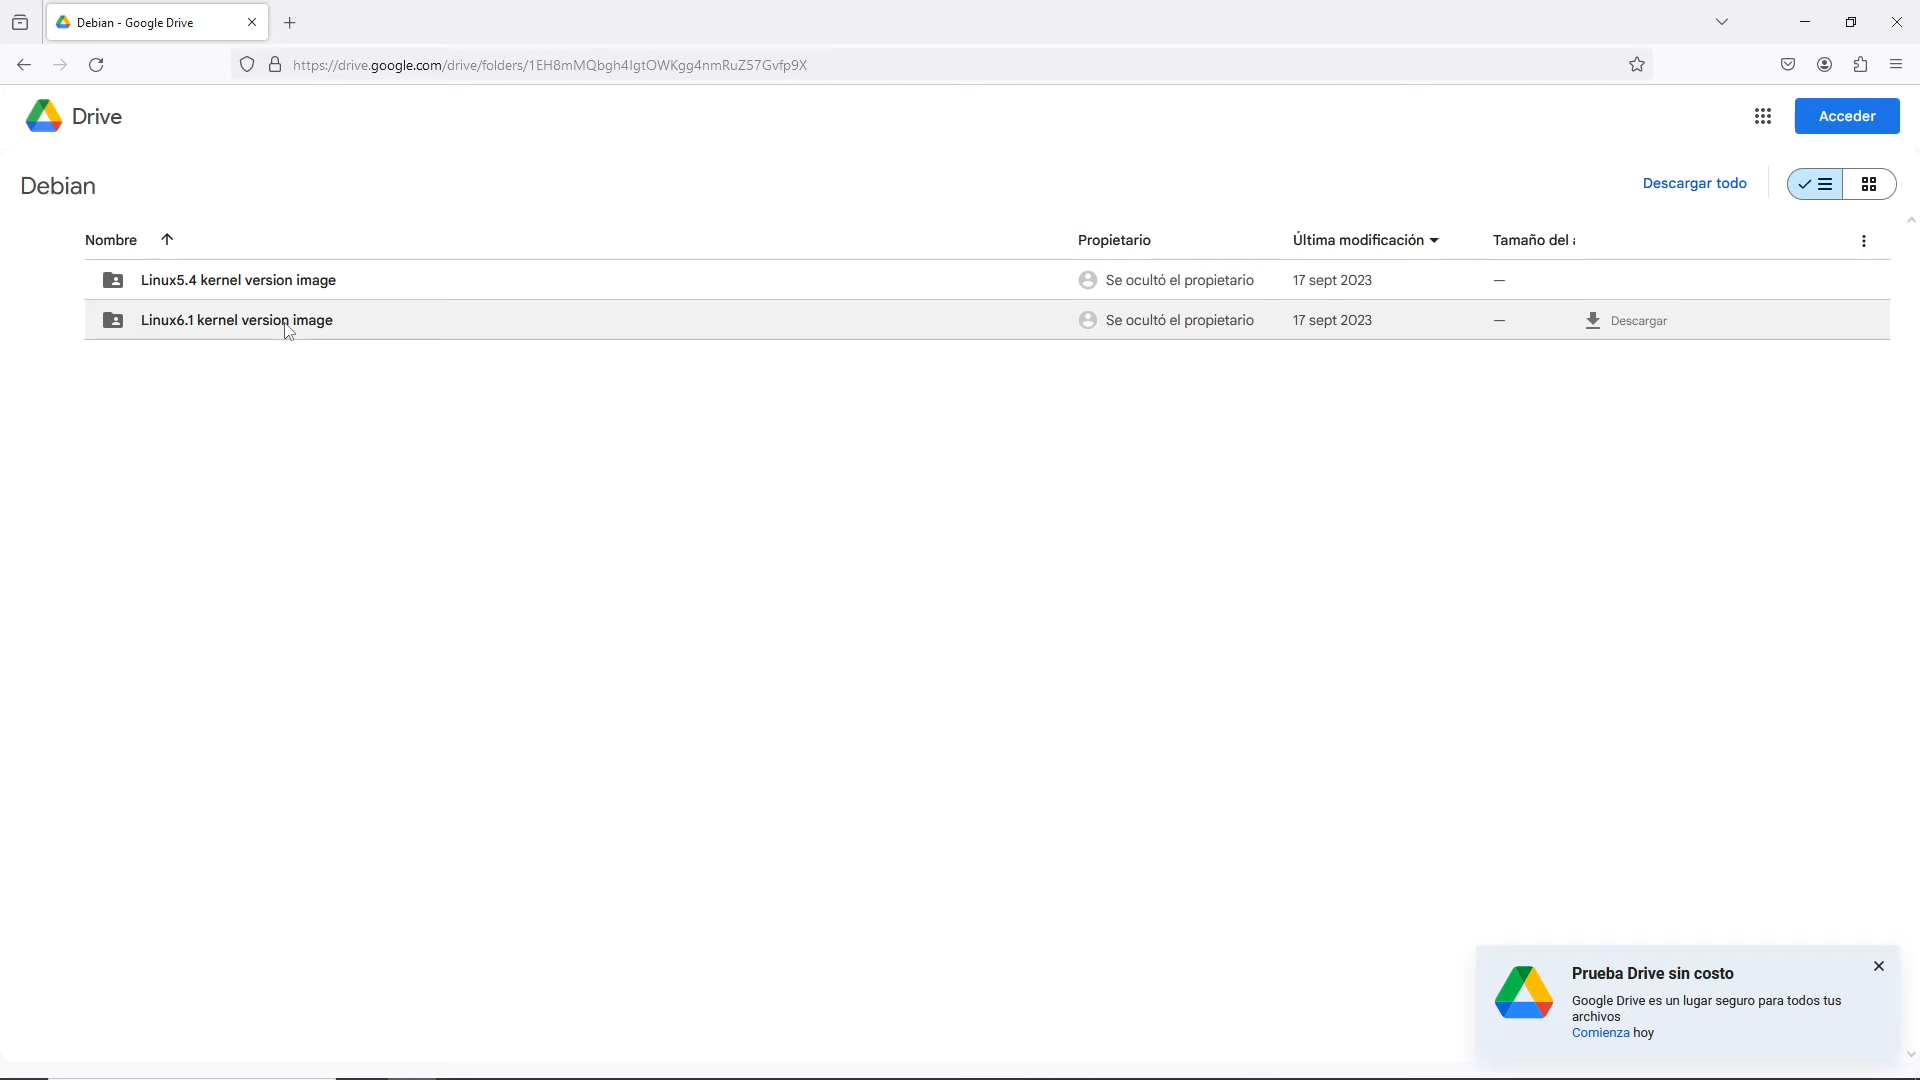 Debian - Google Drive
https://drive.google.com/drive/folders/1EH8mMQbgh4IgtOWKgg4nmRuZ57Gvfp9X
Drive
Acceder
Debian
Descargar todo
Nombre Propietario Última modificación Tamaño del a
Linux5.4 kernel version image Se ocultó el propietario 17 sept 2023 —
Linux6.1 kernel version image Se ocultó el propietario 17 sept 2023 — Descargar
Prueba Drive sin costo
Google Drive es un lugar seguro para todos tus
archivos
Comienza hoy